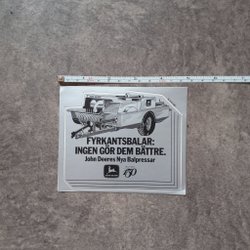 FYRKANTSBALAR:
INGEN GÖR DEM BÄTTRE.
John Deeres Nya Balpressar
150